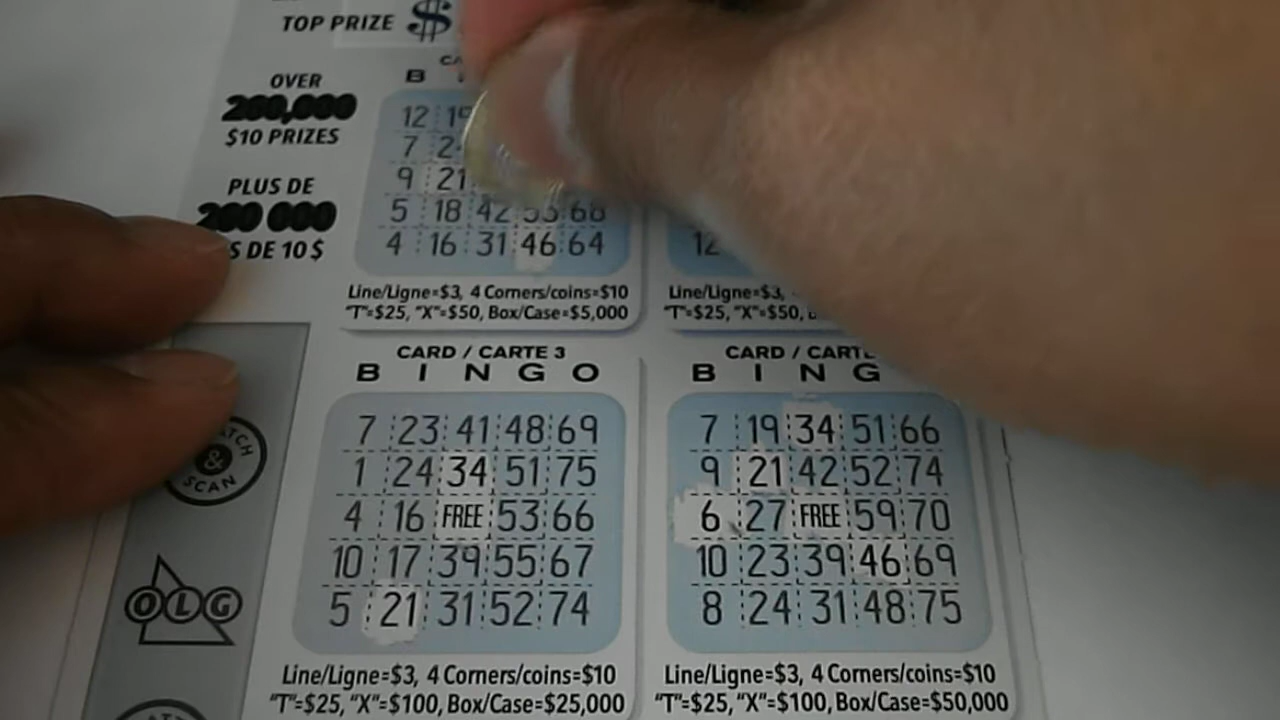 TOP PRIZE $
OVER
$10 PRIZES
PLUS DE
S DE 10 $
B
12
7
9 21
5 18 42 53 68
4 16 31 46 64
Line/Ligne=$3, 4 Corners/coins=$10
"T"=$25, "X"=$50, Box/Case=$5,000
12
Line/Ligne=$3,
"T"=$25, "X"=$50,
CARD / CARTE 3
B I N G O
7 23 41 48 69
1 24 34 51 75
4 16 FREE 53 66
10 17 39 55 67
5 21 31 52 74
Line/Ligne=$3, 4 Corners/coins=$10
"T"=$25, "X"=$100, Box/Case=$25,000
CARD / CARTE
B I N G
7 19 34 51 66
9 21 42 52 74
6 27 FREE 59 70
10 23 39 46 69
8 24 31 48 75
Line/Ligne=$3, 4 Corners/coins=$10
"T"=$25, "X"=$100, Box/Case=$50,000
&
SCAN
OLG